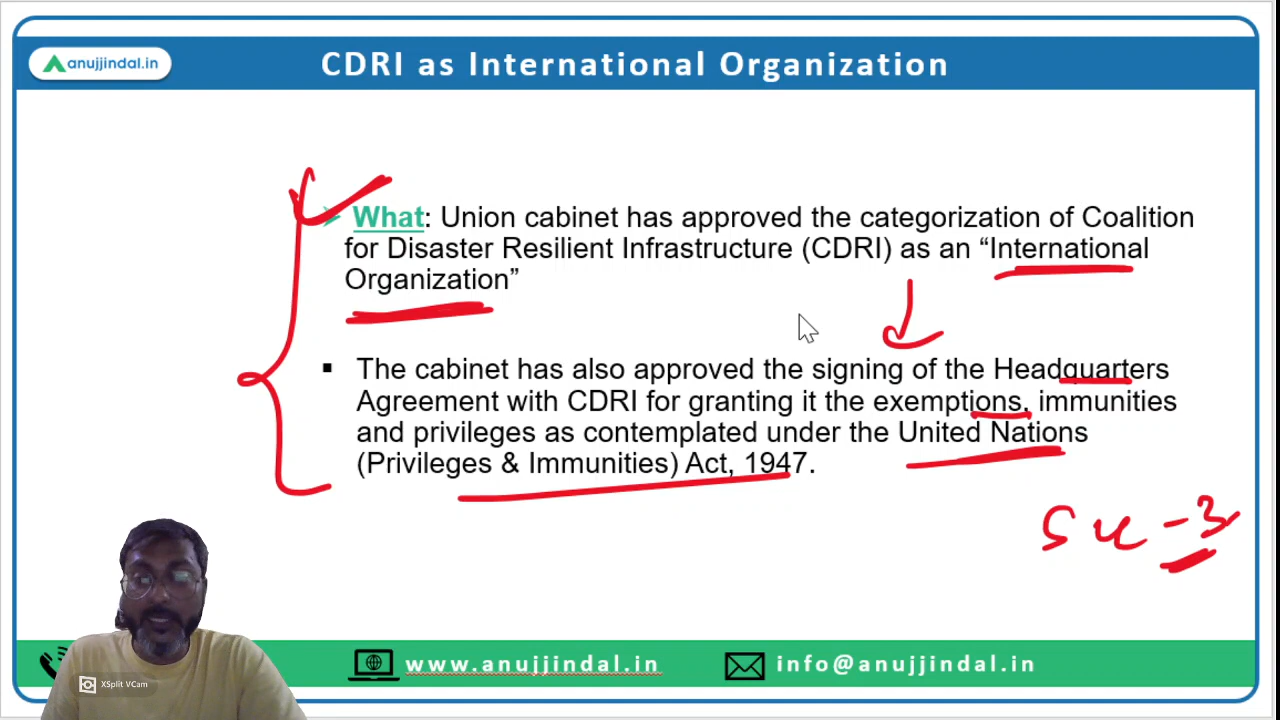 anujjindal.in
CDRI as International Organization
What: Union cabinet has approved the categorization of Coalition
for Disaster Resilient Infrastructure (CDRI) as an “International
Organization”
The cabinet has also approved the signing of the Headquarters
Agreement with CDRI for granting it the exemptions, immunities
and privileges as contemplated under the United Nations
(Privileges & Immunities) Act, 1947.
www.anujjindal.in
info@anujjindal.in
XSplit VCam